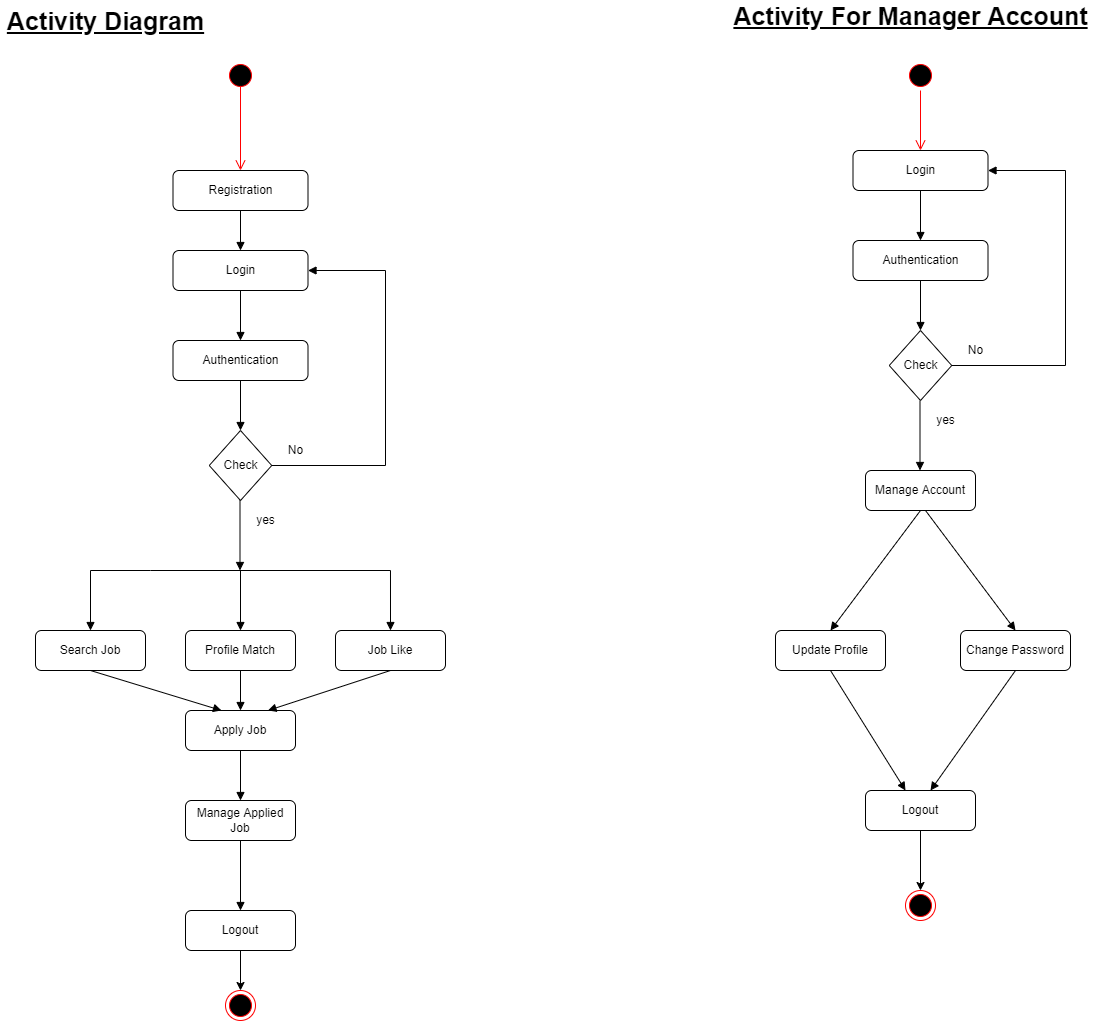 Activity Diagram
Registration
Login
Authentication
Check
No
yes
Search Job
Profile Match
Job Like
Apply Job
Manage Applied
Job
Logout
Activity For Manager Account
Login
Authentication
Check
No
yes
Manage Account
Update Profile
Change Password
Logout